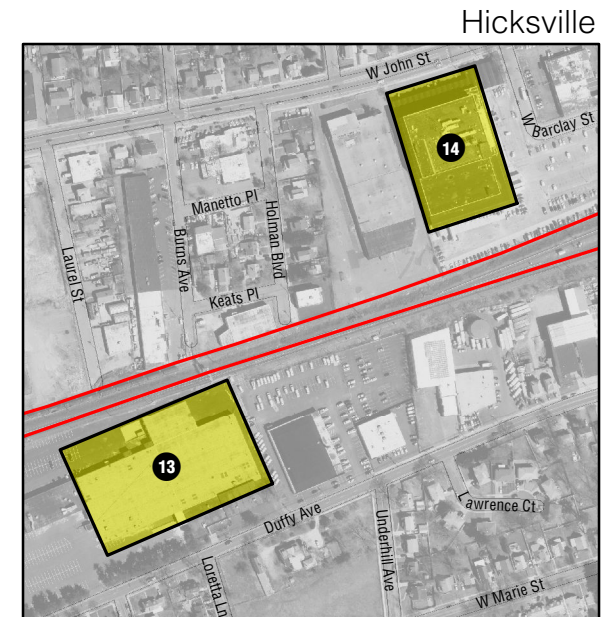 Hicksville
W John St
W Barclay St
14
Manetto Pl
Holman Blvd
Laurel St
Burns Ave
Keats Pl
13
Duffy Ave
Lawrence Ct
Underhill Ave
Loretta Ln
W Marie St